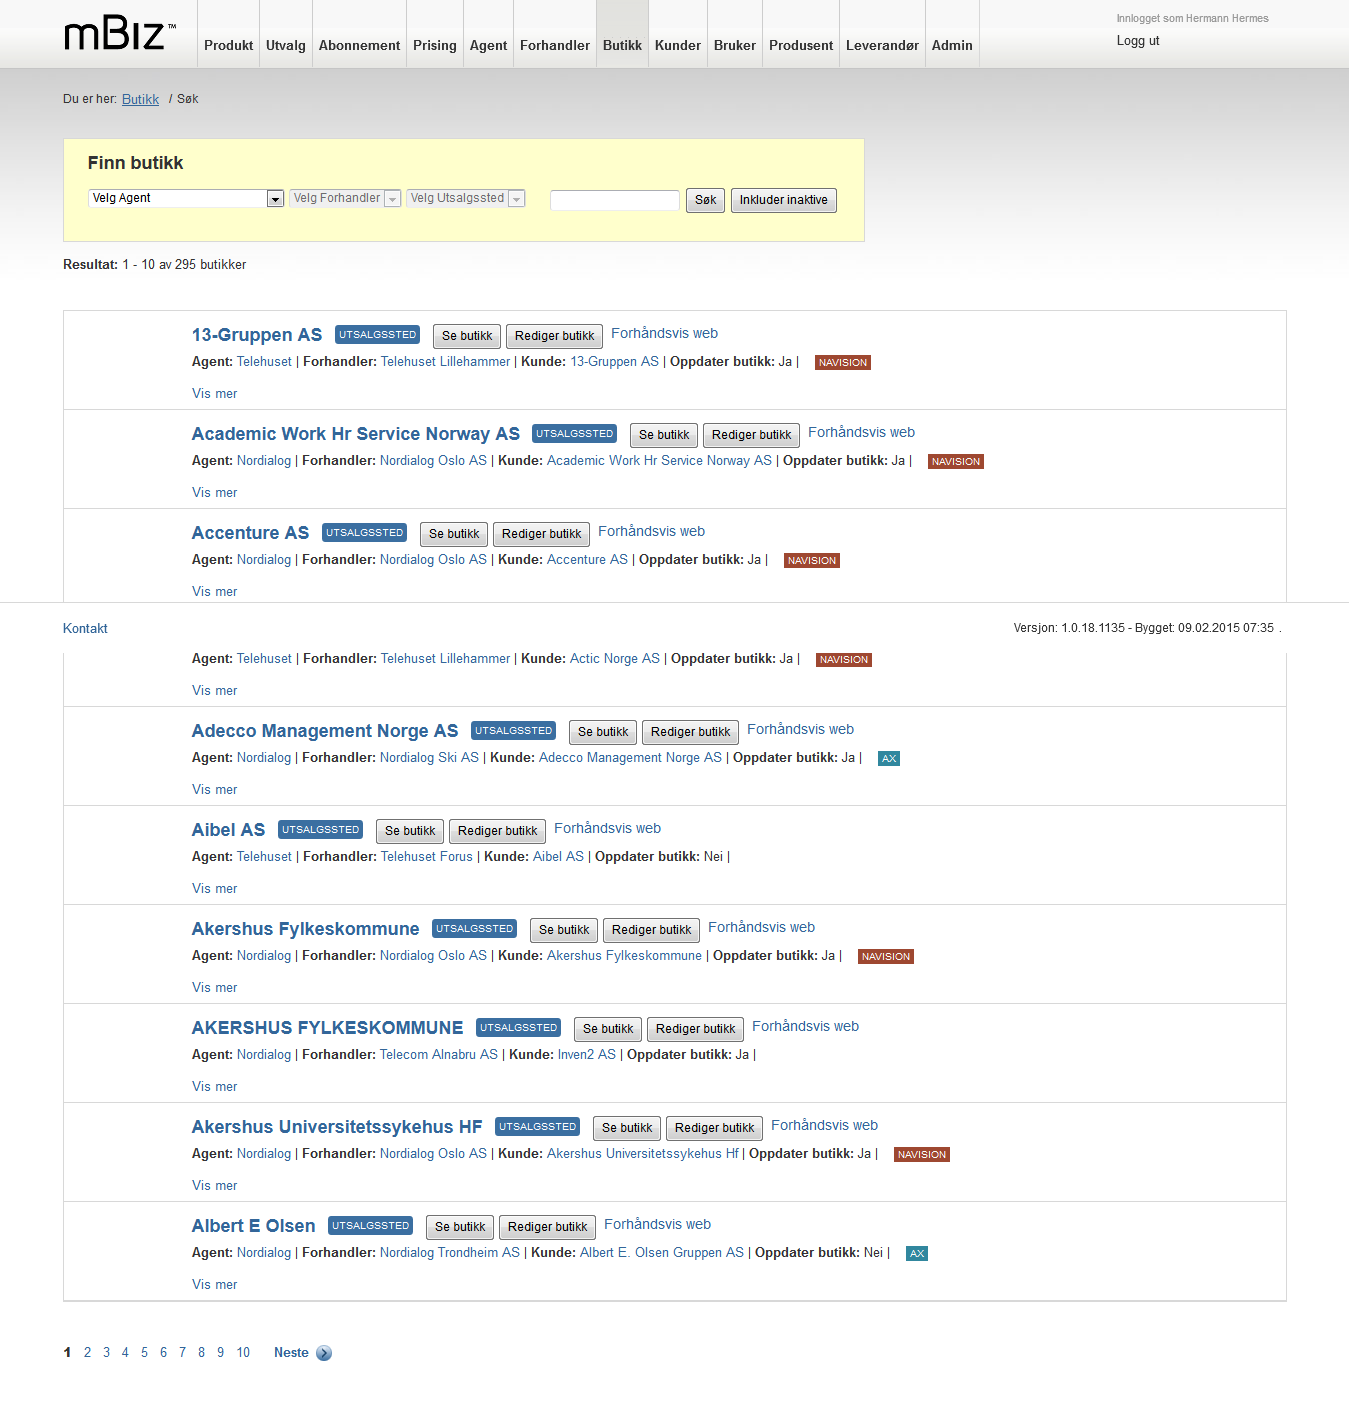 mBiz™
Produkt Utvalg Abonnement Prising Agent Forhandler Butikk Kunder Bruker Produsent Leverandør Admin
Innlogget som Hermann Hermes
Logg ut
Du er her: Butikk / Søk
Finn butikk
Velg Agent Velg Forhandler Velg Utsalgssted Søk Inkluder inaktive
Resultat: 1 - 10 av 295 butikker
13-Gruppen AS UTSALGSSTED Se butikk Rediger butikk Forhåndsvis web
Agent: Telehuset | Forhandler: Telehuset Lillehammer | Kunde: 13-Gruppen AS | Oppdater butikk: Ja | NAVISION
Vis mer
Academic Work Hr Service Norway AS UTSALGSSTED Se butikk Rediger butikk Forhåndsvis web
Agent: Nordialog | Forhandler: Nordialog Oslo AS | Kunde: Academic Work Hr Service Norway AS | Oppdater butikk: Ja | NAVISION
Vis mer
Accenture AS UTSALGSSTED Se butikk Rediger butikk Forhåndsvis web
Agent: Nordialog | Forhandler: Nordialog Oslo AS | Kunde: Accenture AS | Oppdater butikk: Ja | NAVISION
Vis mer
Kontakt Versjon: 1.0.18.1135 - Bygget: 09.02.2015 07:35 .
Agent: Telehuset | Forhandler: Telehuset Lillehammer | Kunde: Actic Norge AS | Oppdater butikk: Ja | NAVISION
Vis mer
Adecco Management Norge AS UTSALGSSTED Se butikk Rediger butikk Forhåndsvis web
Agent: Nordialog | Forhandler: Nordialog Ski AS | Kunde: Adecco Management Norge AS | Oppdater butikk: Ja | AX
Vis mer
Aibel AS UTSALGSSTED Se butikk Rediger butikk Forhåndsvis web
Agent: Telehuset | Forhandler: Telehuset Forus | Kunde: Aibel AS | Oppdater butikk: Nei |
Vis mer
Akershus Fylkeskommune UTSALGSSTED Se butikk Rediger butikk Forhåndsvis web
Agent: Nordialog | Forhandler: Nordialog Oslo AS | Kunde: Akershus Fylkeskommune | Oppdater butikk: Ja | NAVISION
Vis mer
AKERSHUS FYLKESKOMMUNE UTSALGSSTED Se butikk Rediger butikk Forhåndsvis web
Agent: Nordialog | Forhandler: Telecom Alnabru AS | Kunde: Inven2 AS | Oppdater butikk: Ja |
Vis mer
Akershus Universitetssykehus HF UTSALGSSTED Se butikk Rediger butikk Forhåndsvis web
Agent: Nordialog | Forhandler: Nordialog Oslo AS | Kunde: Akershus Universitetssykehus Hf | Oppdater butikk: Ja | NAVISION
Vis mer
Albert E Olsen UTSALGSSTED Se butikk Rediger butikk Forhåndsvis web
Agent: Nordialog | Forhandler: Nordialog Trondheim AS | Kunde: Albert E. Olsen Gruppen AS | Oppdater butikk: Nei | AX
Vis mer
1 2 3 4 5 6 7 8 9 10 Neste